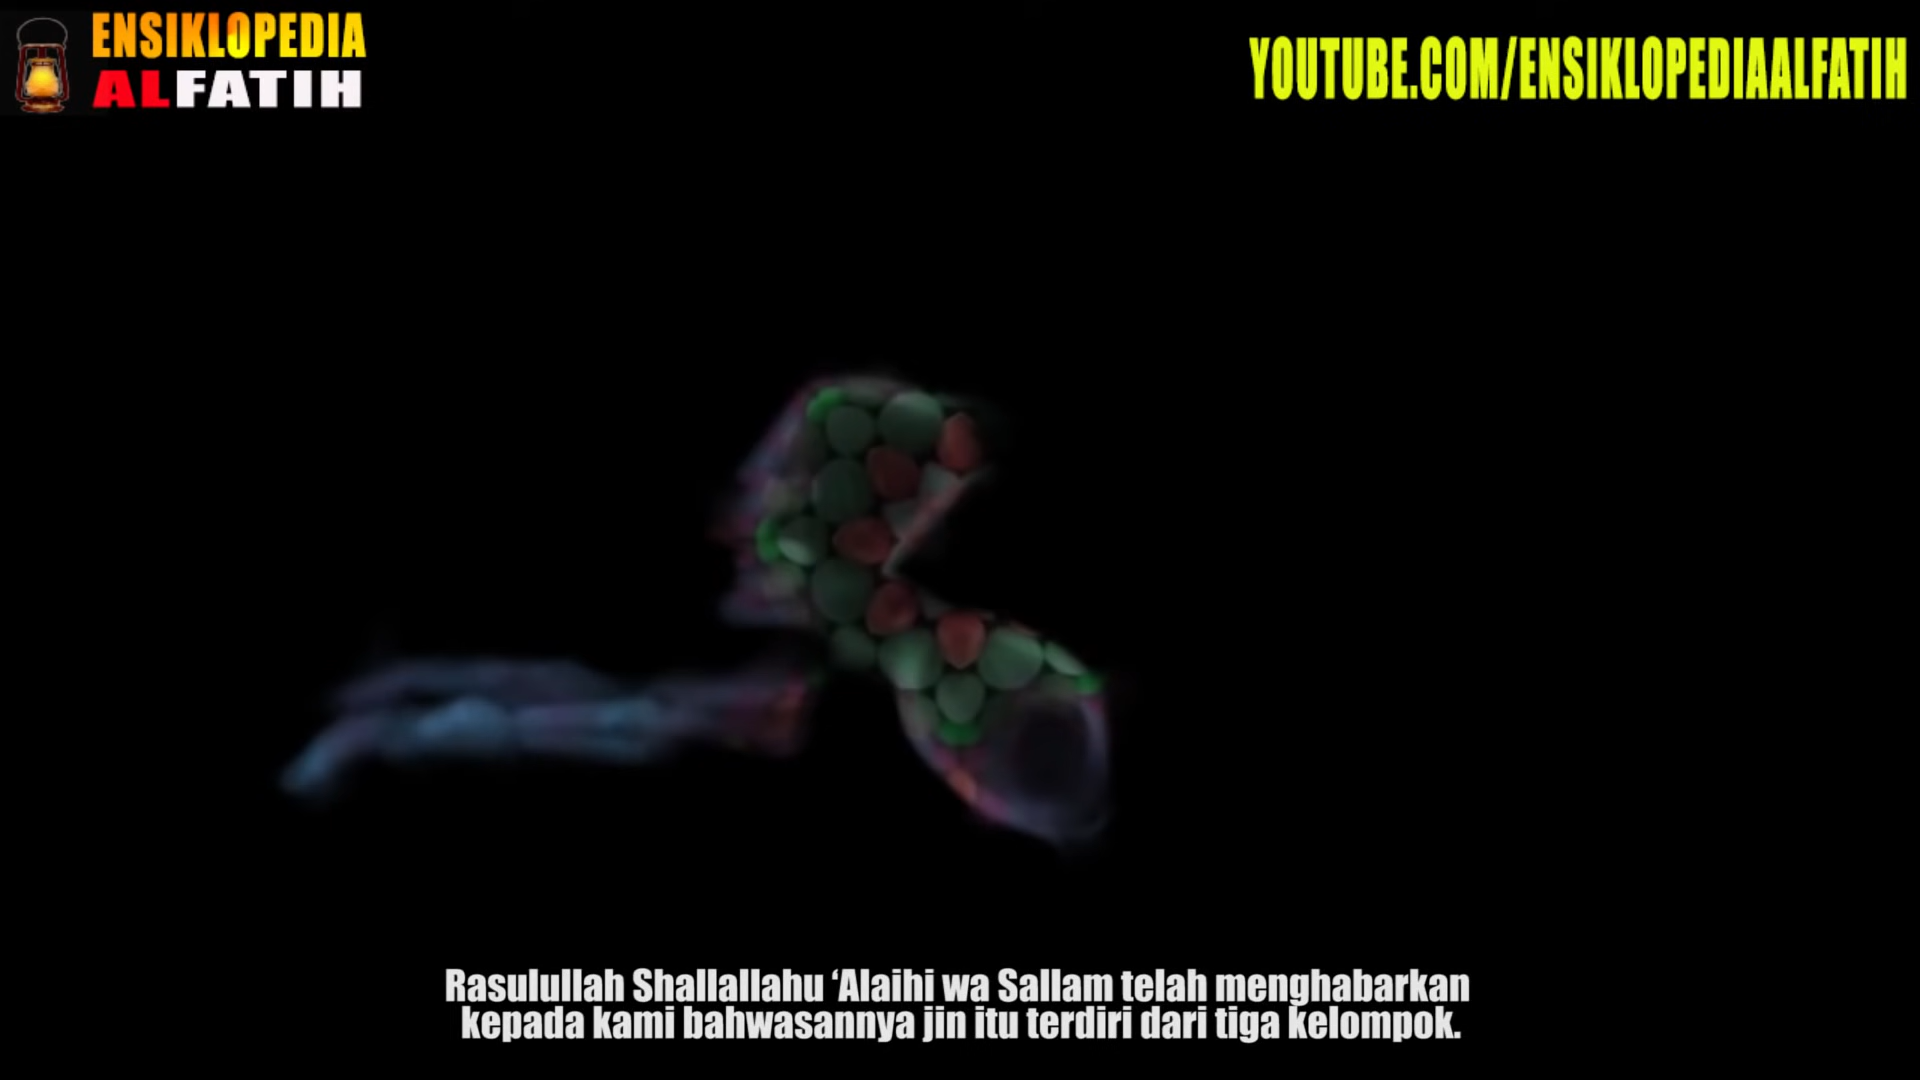 ENSIKLOPEDIA
ALFATIH
YOUTUBE.COM/ENSIKLOPEDIAALFATIH
Rasulullah Shallallahu ‘Alaihi wa Sallam telah menghabarkan
kepada kami bahwasannya jin itu terdiri dari tiga kelompok.